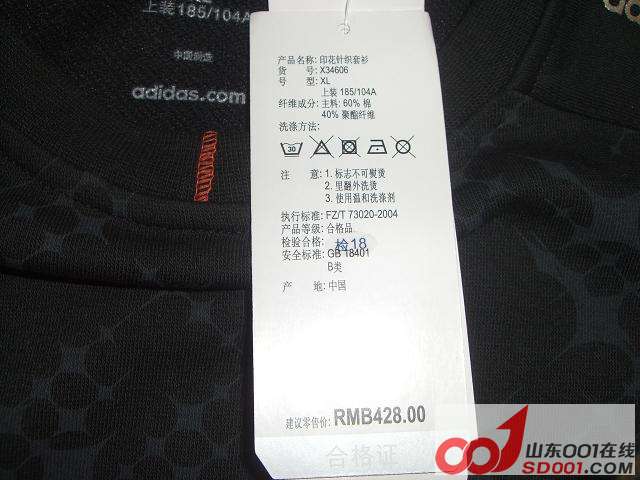 上装185/104A
中国制造
adidas.com
adidas
产品名称: 印花针织套衫
货 号: X34606
号 型: XL
上装 185/104A
纤维成分: 主料: 60% 棉
40% 聚酯纤维
洗涤方法:
30
注 意: 1. 标志不可熨烫
2. 里翻外洗烫
3. 使用温和洗涤剂
执行标准: FZ/T 73020-2004
产品等级: 合格品
检验合格: 检18
安全标准: GB 18401
B类
产 地: 中国
建议零售价: RMB428.00
合格证
山东001在线
SD001.com